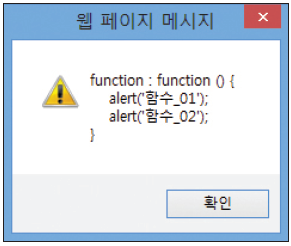 웹 페이지 메시지
function : function () {
alert('함수_01');
alert('함수_02');
}
확인